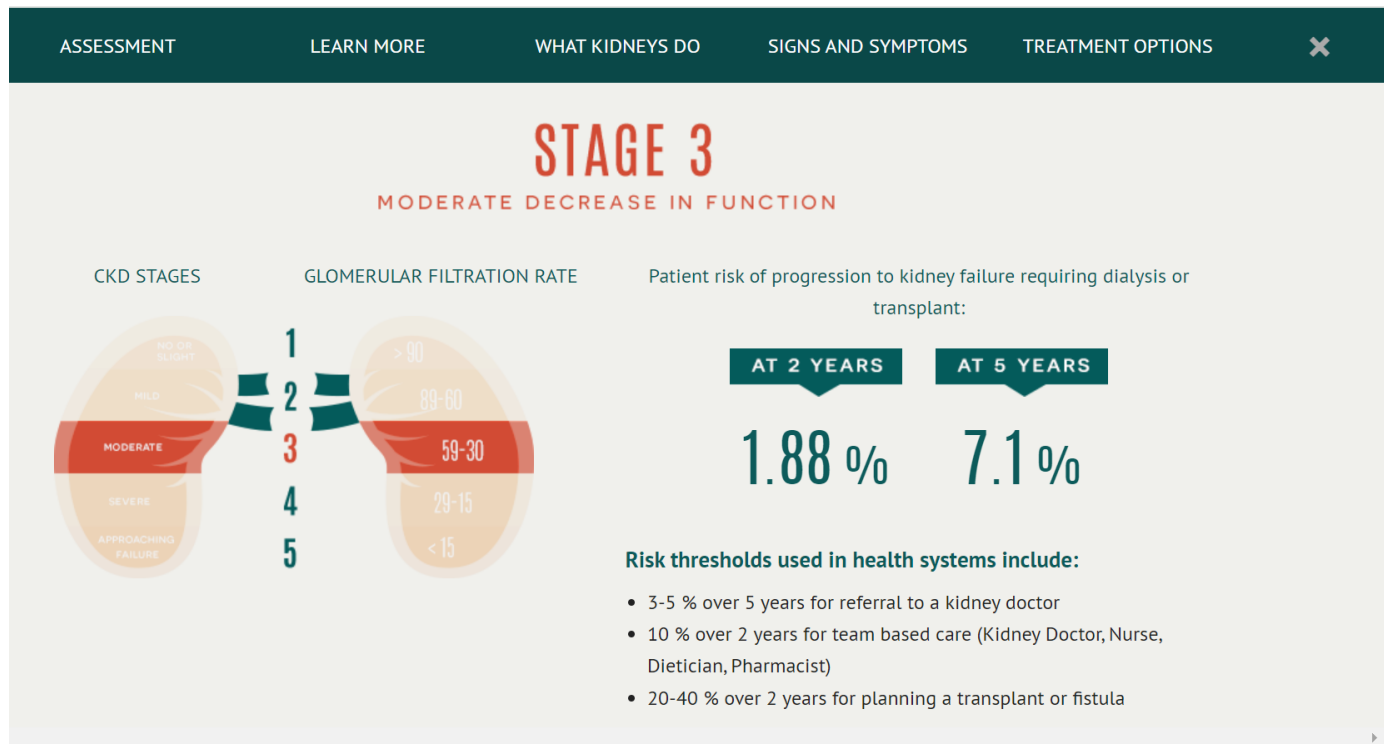 ASSESSMENT LEARN MORE WHAT KIDNEYS DO SIGNS AND SYMPTOMS TREATMENT OPTIONS
STAGE 3
MODERATE DECREASE IN FUNCTION
CKD STAGES GLOMERULAR FILTRATION RATE
NO OR
SLIGHT
1
> 90
MILD
2
89-60
MODERATE
3
59-30
SEVERE
4
29-15
APPROACHING
FAILURE
5
< 15
Patient risk of progression to kidney failure requiring dialysis or
transplant:
AT 2 YEARS AT 5 YEARS
1.88 % 7.1 %
Risk thresholds used in health systems include:
• 3-5 % over 5 years for referral to a kidney doctor
• 10 % over 2 years for team based care (Kidney Doctor, Nurse,
Dietician, Pharmacist)
• 20-40 % over 2 years for planning a transplant or fistula